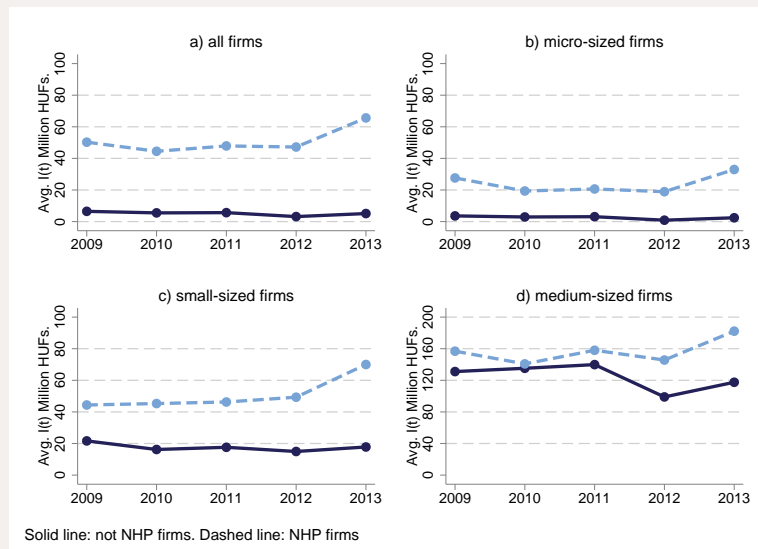 a) all firms
Avg. I(t) Million HUFs.
0 20 40 60 80 100
2009 2010 2011 2012 2013
b) micro-sized firms
Avg. I(t) Million HUFs.
0 20 40 60 80 100
2009 2010 2011 2012 2013
c) small-sized firms
Avg. I(t) Million HUFs.
0 20 40 60 80 100
2009 2010 2011 2012 2013
d) medium-sized firms
Avg. I(t) Million HUFs.
0 40 80 120 160 200
2009 2010 2011 2012 2013
Solid line: not NHP firms. Dashed line: NHP firms